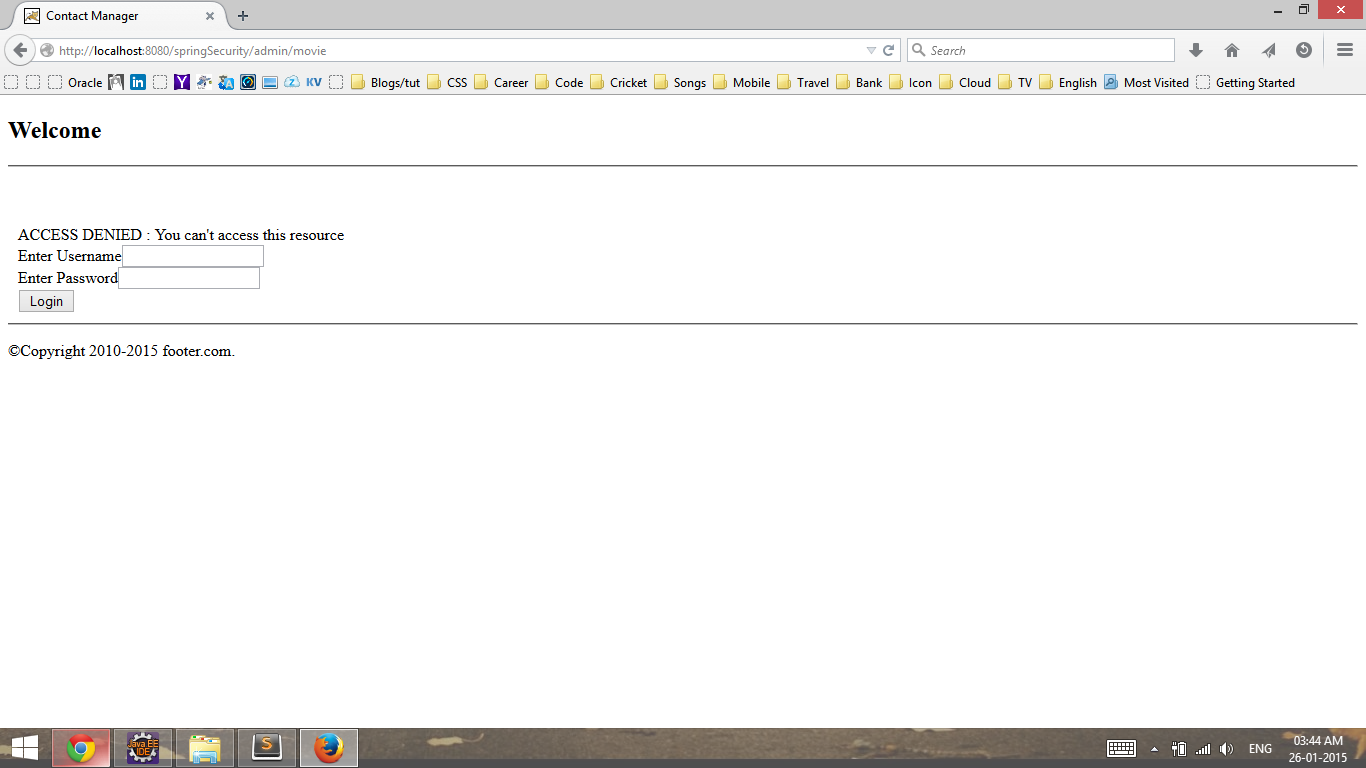 Contact Manager
http://localhost:8080/springSecurity/admin/movie
Search
Oracle in Y KV Blogs/tut CSS Career Code Cricket Songs Mobile Travel Bank Icon Cloud TV English Most Visited Getting Started
Welcome
ACCESS DENIED : You can't access this resource
Enter Username
Enter Password
Login
©Copyright 2010-2015 footer.com.
Java EE
IDE
S
ENG
03:44 AM
26-01-2015